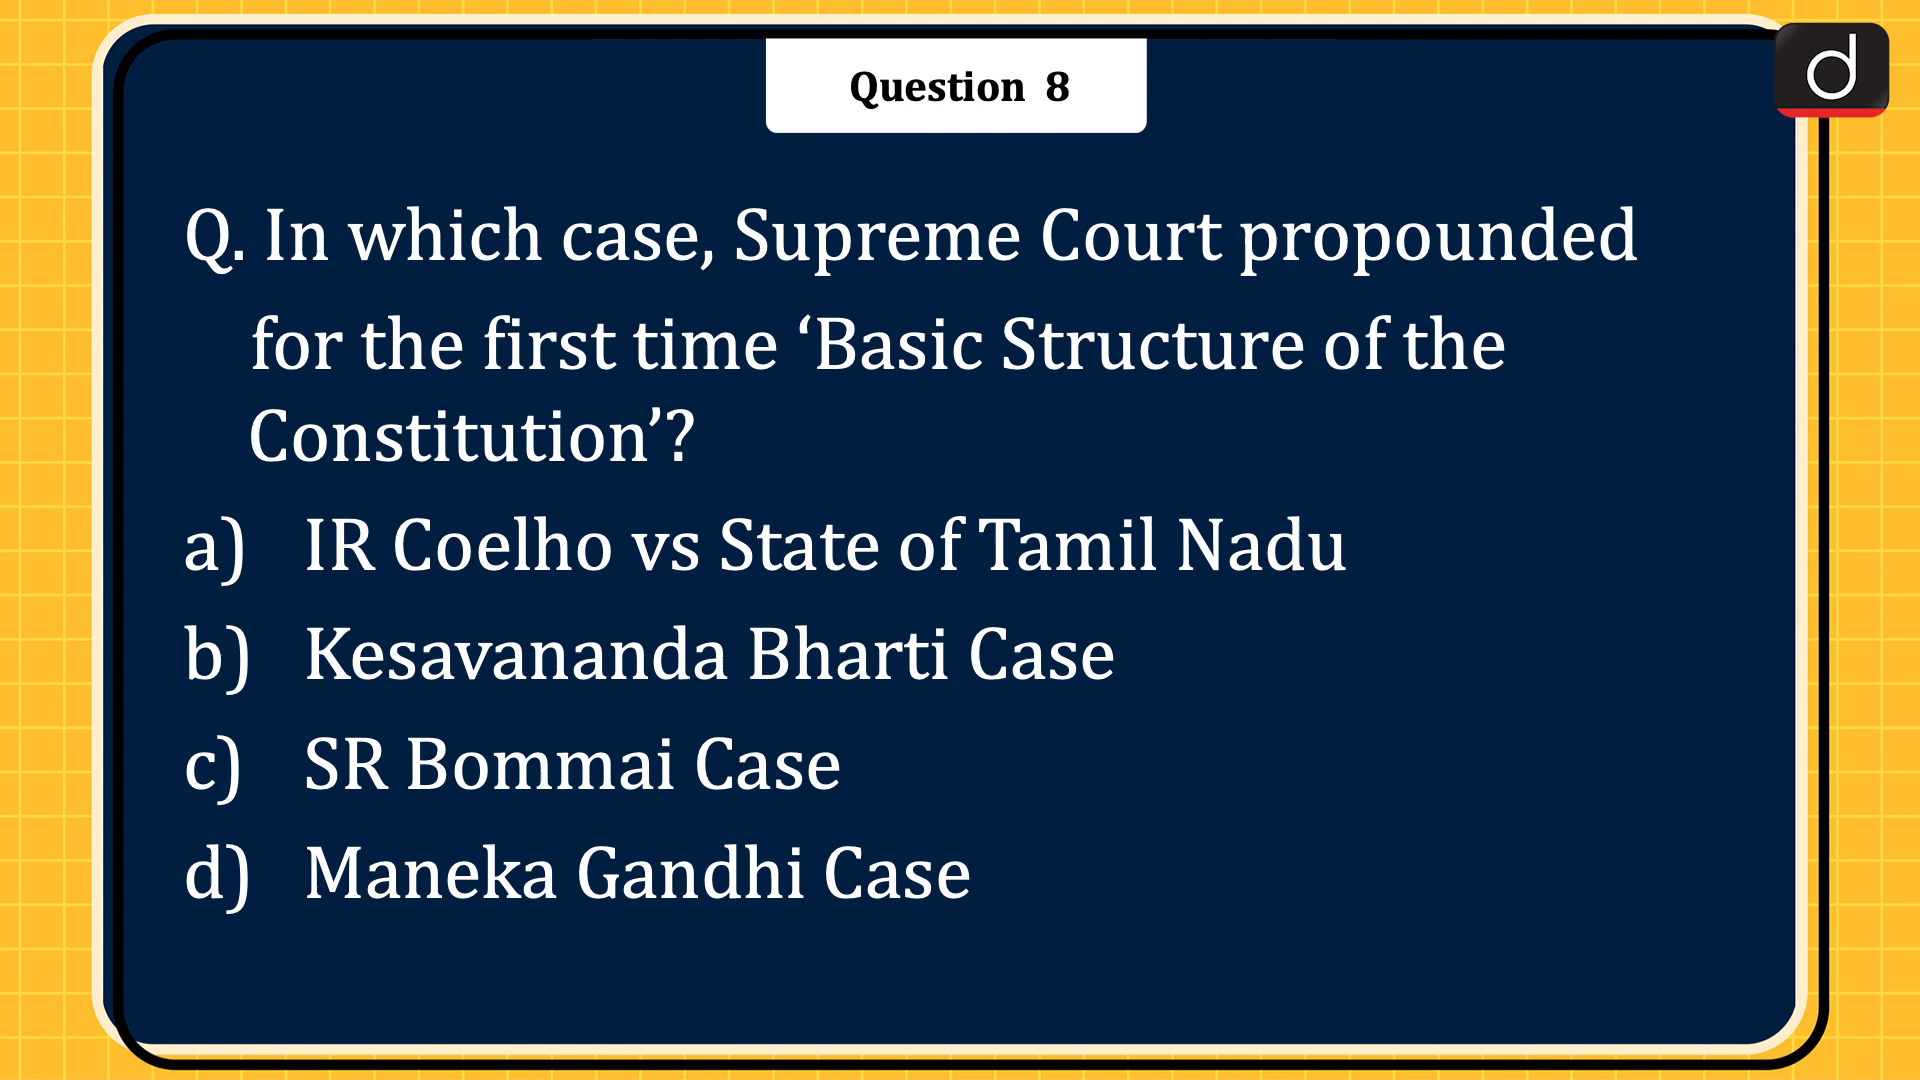 Question 8
Q. In which case, Supreme Court propounded
for the first time ‘Basic Structure of the
Constitution’?
a) IR Coelho vs State of Tamil Nadu
b) Kesavananda Bharti Case
c) SR Bommai Case
d) Maneka Gandhi Case
d